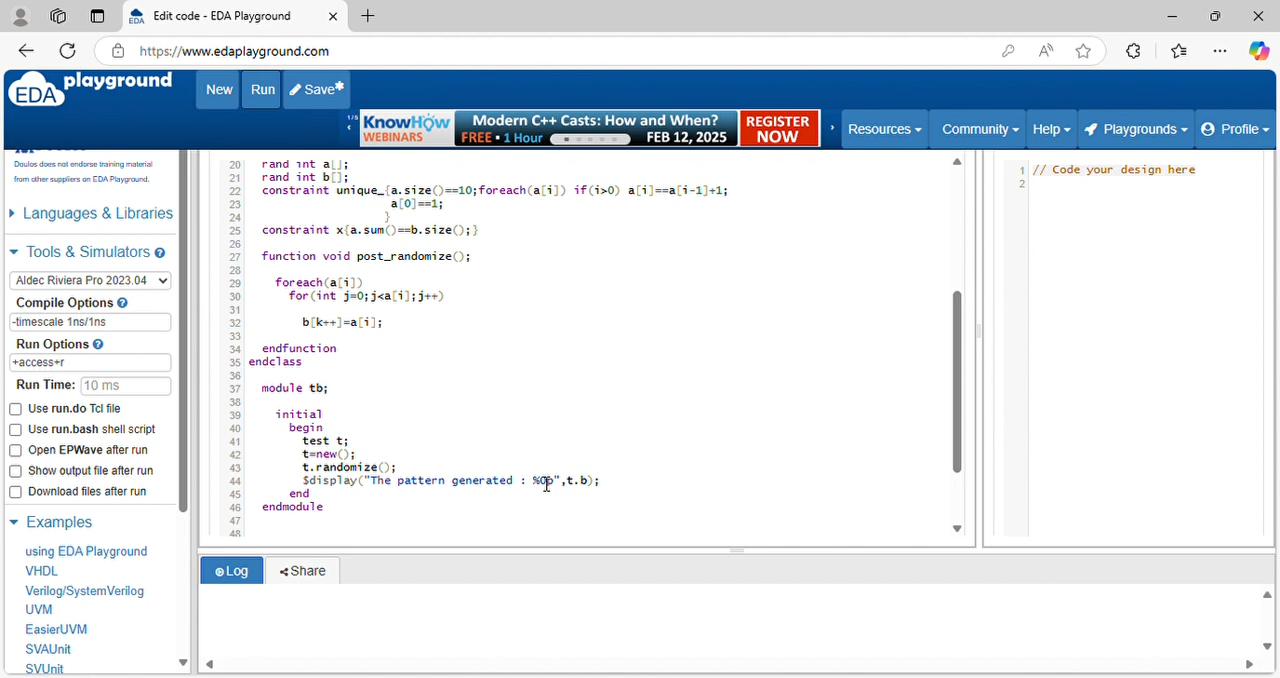 Edit code - EDA Playground
https://www.edaplayground.com
EDA playground
New
Run
Save*
1/5
KnowHow
WEBINARS
Modern C++ Casts: How and When?
FREE • 1 Hour
FEB 12, 2025
REGISTER
NOW
Resources
Community
Help
Playgrounds
Profile
Doulos does not endorse training material
from other suppliers on EDA Playground.
Languages & Libraries
Tools & Simulators
Aldec Riviera Pro 2023.04
Compile Options
-timescale 1ns/1ns
Run Options
+access+r
Run Time: 10 ms
Use run.do Tcl file
Use run.bash shell script
Open EPWave after run
Show output file after run
Download files after run
Examples
using EDA Playground
VHDL
Verilog/SystemVerilog
UVM
EasierUVM
SVAUnit
SVUnit
20 rand int a[];
21 rand int b[];
22 constraint unique_{a.size()==10;foreach(a[i]) if(i>0) a[i]==a[i-1]+1;
23 a[0]==1;
24 }
25 constraint x{a.sum()==b.size();}
26
27 function void post_randomize();
28
29 foreach(a[i])
30 for(int j=0;j<a[i];j++)
31
32 b[k++]=a[i];
33
34 endfunction
35 endclass
36
37 module tb;
38
39 initial
40 begin
41 test t;
42 t=new();
43 t.randomize();
44 $display("The pattern generated : %0p",t.b);
45 end
46 endmodule
47
48
1 // Code your design here
2
Log
Share